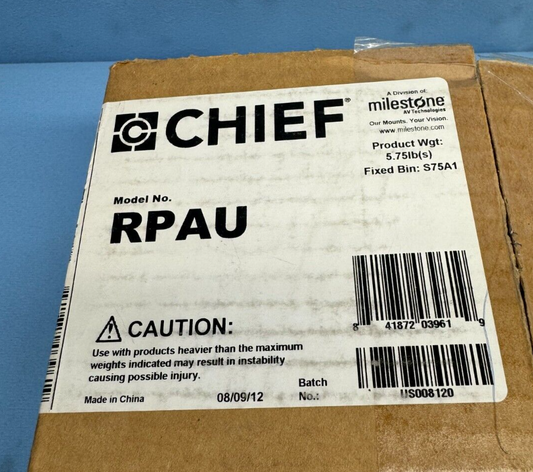 CHIEF®
A Division of
milestone
AV Technologies
Our Mounts. Your Vision.
www.milestone.com
Product Wgt:
5.75lb(s)
Fixed Bin: S75A1
Model No.
RPAU
8 41872 03961 9
CAUTION:
Use with products heavier than the maximum
weights indicated may result in instability
causing possible injury.
Made in China
08/09/12
Batch
No.:
US008120